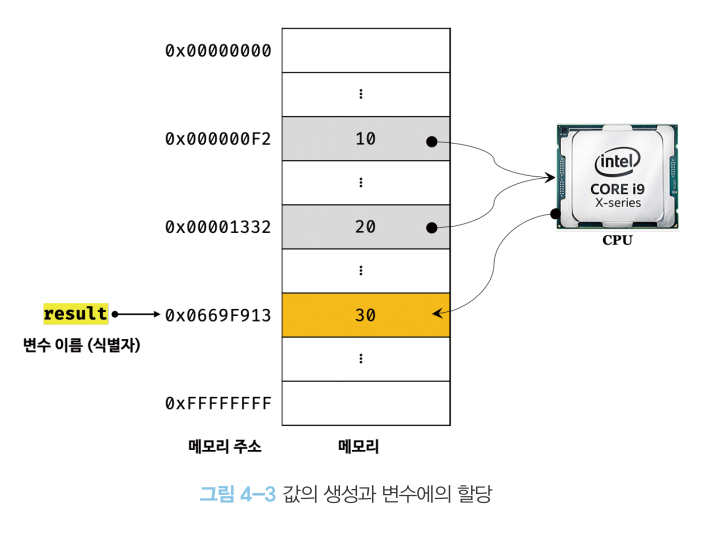 0x00000000
⋮
0x000000F2 10
⋮
0x00001332 20
⋮
result 0x0669F913 30
변수 이름 (식별자)
⋮
0xFFFFFFFF
메모리 주소 메모리
intel
CORE i9
X-series
CPU
그림 4-3 값의 생성과 변수에의 할당